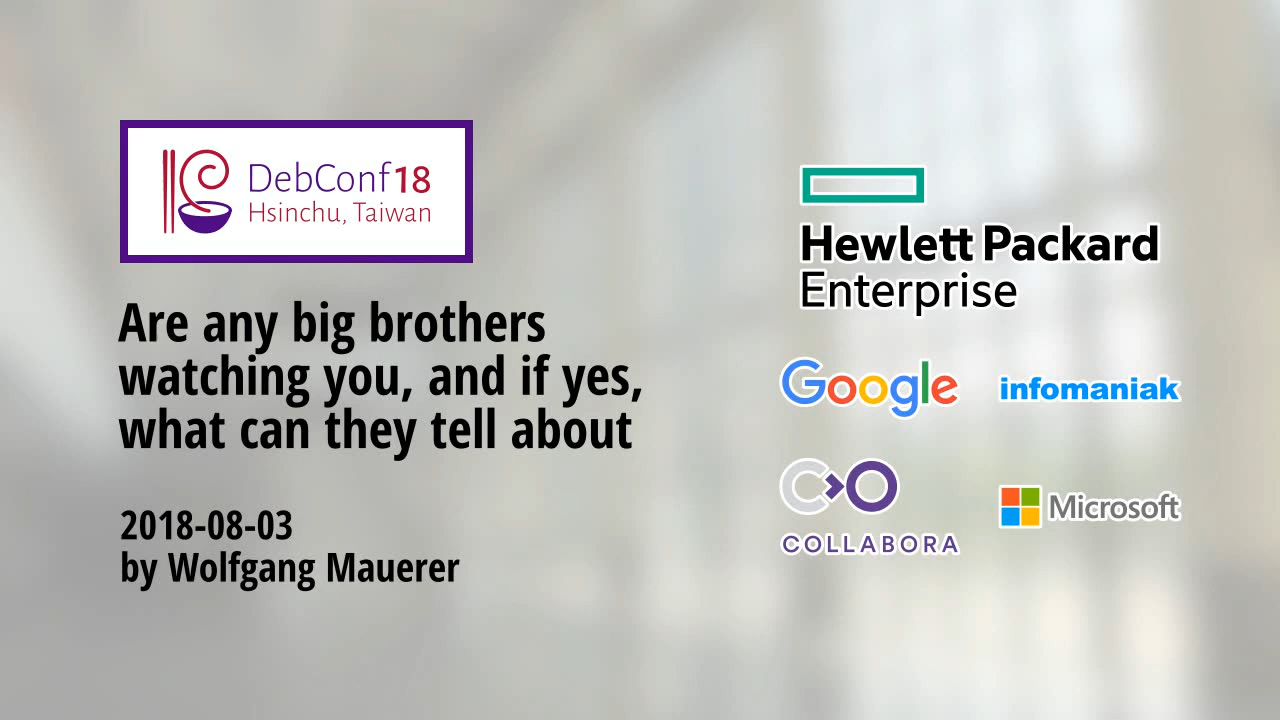 DebConf18
Hsinchu, Taiwan
Are any big brothers
watching you, and if yes,
what can they tell about
2018-08-03
by Wolfgang Mauerer
Hewlett Packard
Enterprise
Google
infomaniak
COLLABORA
Microsoft